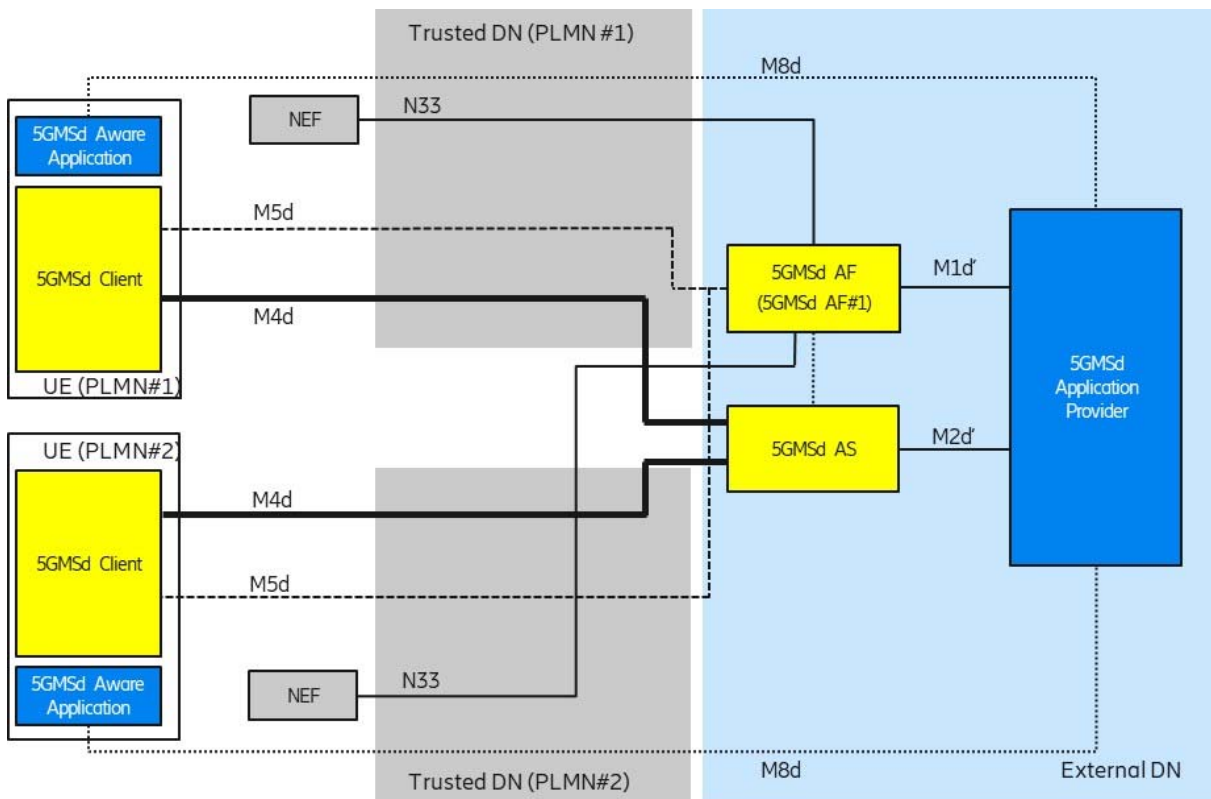 Trusted DN (PLMN #1)
M8d
N33
NEF
5GMSd Aware
Application
M5d
5GMSd Client
M4d
UE (PLMN#1)
5GMSd AF
(5GMSd AF#1)
M1d'
5GMSd
Application
Provider
5GMSd AS
M2d'
UE (PLMN#2)
M4d
5GMSd Client
M5d
5GMSd Aware
Application
NEF
N33
M8d
External DN
Trusted DN (PLMN#2)